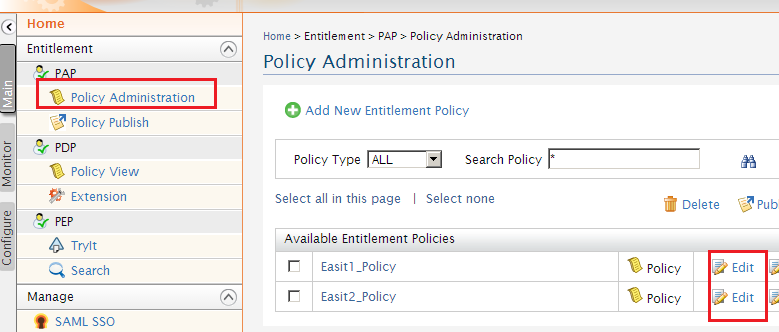 Home
Entitlement
PAP
Policy Administration
Policy Publish
PDP
Policy View
Extension
PEP
TryIt
Search
Manage
SAML SSO
Main
Monitor
Configure
Home > Entitlement > PAP > Policy Administration
Policy Administration
Add New Entitlement Policy
Policy Type ALL Search Policy *
Select all in this page | Select none
Delete Publ
Available Entitlement Policies
Easit1_Policy Policy Edit
Easit2_Policy Policy Edit